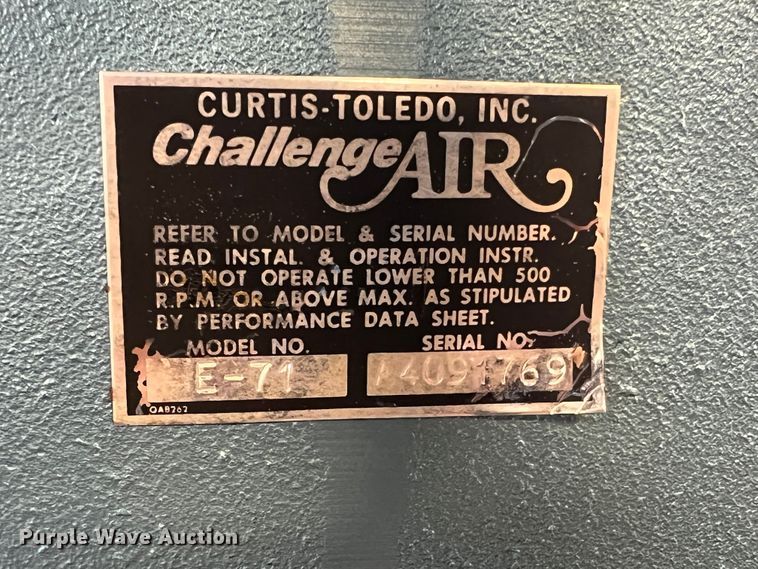 CURTIS-TOLEDO, INC.
ChallengeAIR
REFER TO MODEL & SERIAL NUMBER.
READ INSTAL. & OPERATION INSTR.
DO NOT OPERATE LOWER THAN 500
R.P.M. OR ABOVE MAX. AS STIPULATED
BY PERFORMANCE DATA SHEET.
MODEL NO. SERIAL NO.
E-71
QAB262
Purple Wave Auction